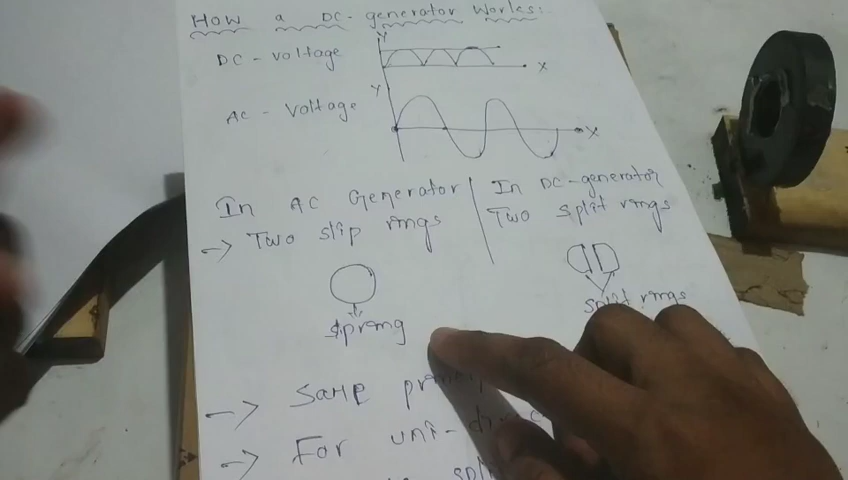 How a DC-generator Works:-
DC-voltage
Y
X
AC-Voltage
Y
X
In AC Generator
→ Two slip rings
In DC-generator
Two split rings
split rings
→ Same
→ For uni-